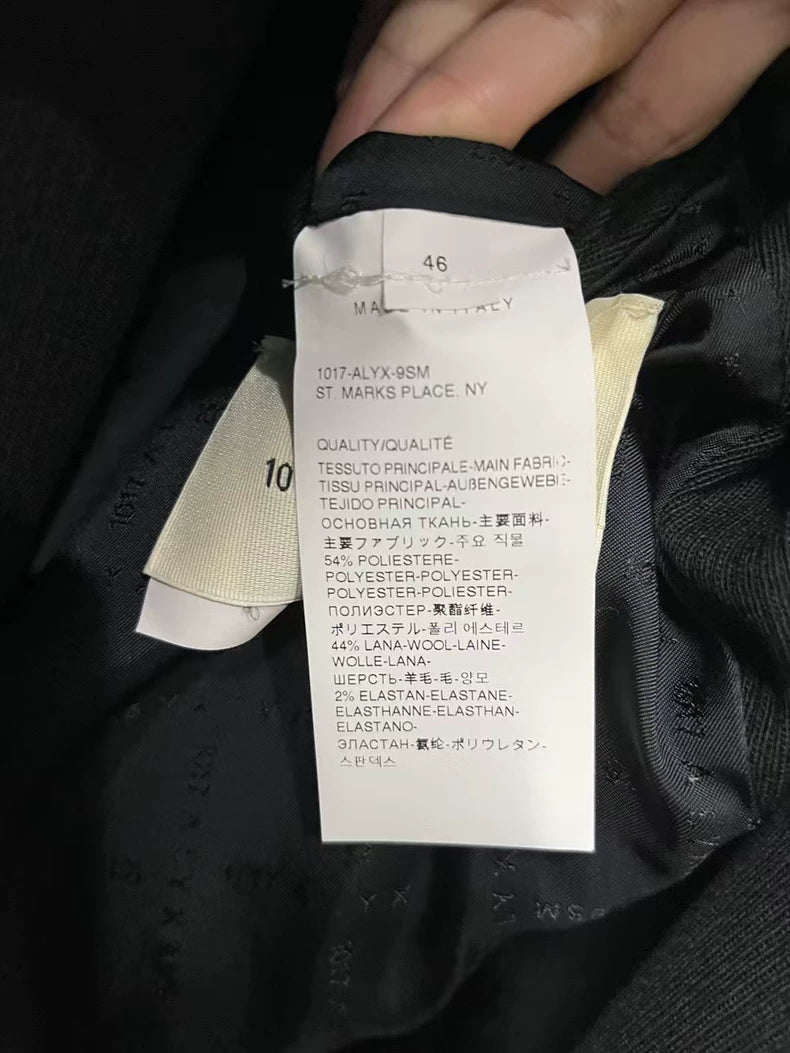 46
MADE IN ITALY
1017-ALYX-9SM
ST. MARKS PLACE, NY
QUALITY/QUALITÉ
TESSUTO PRINCIPALE-MAIN FABRIC-
TISSU PRINCIPAL-AUßENGEWEBE-
TEJIDO PRINCIPAL-
ОСНОВНАЯ ТКАНЬ-主要面料-
主要ファブリック-주요 직물
54% POLIESTERE-
POLYESTER-POLYESTER-
POLYESTER-POLIESTER-
ПОЛИЭСТЕР-聚酯纤维-
ポリエステル-폴리 에스테르
44% LANA-WOOL-LAINE-
WOLLE-LANA-
ШЕРСТЬ-羊毛-毛-양모
2% ELASTAN-ELASTANE-
ELASTHANNE-ELASTHAN-
ELASTANO-
ЭЛАСТАН-氨纶-ポリウレタン-
스판덱스
10
1017